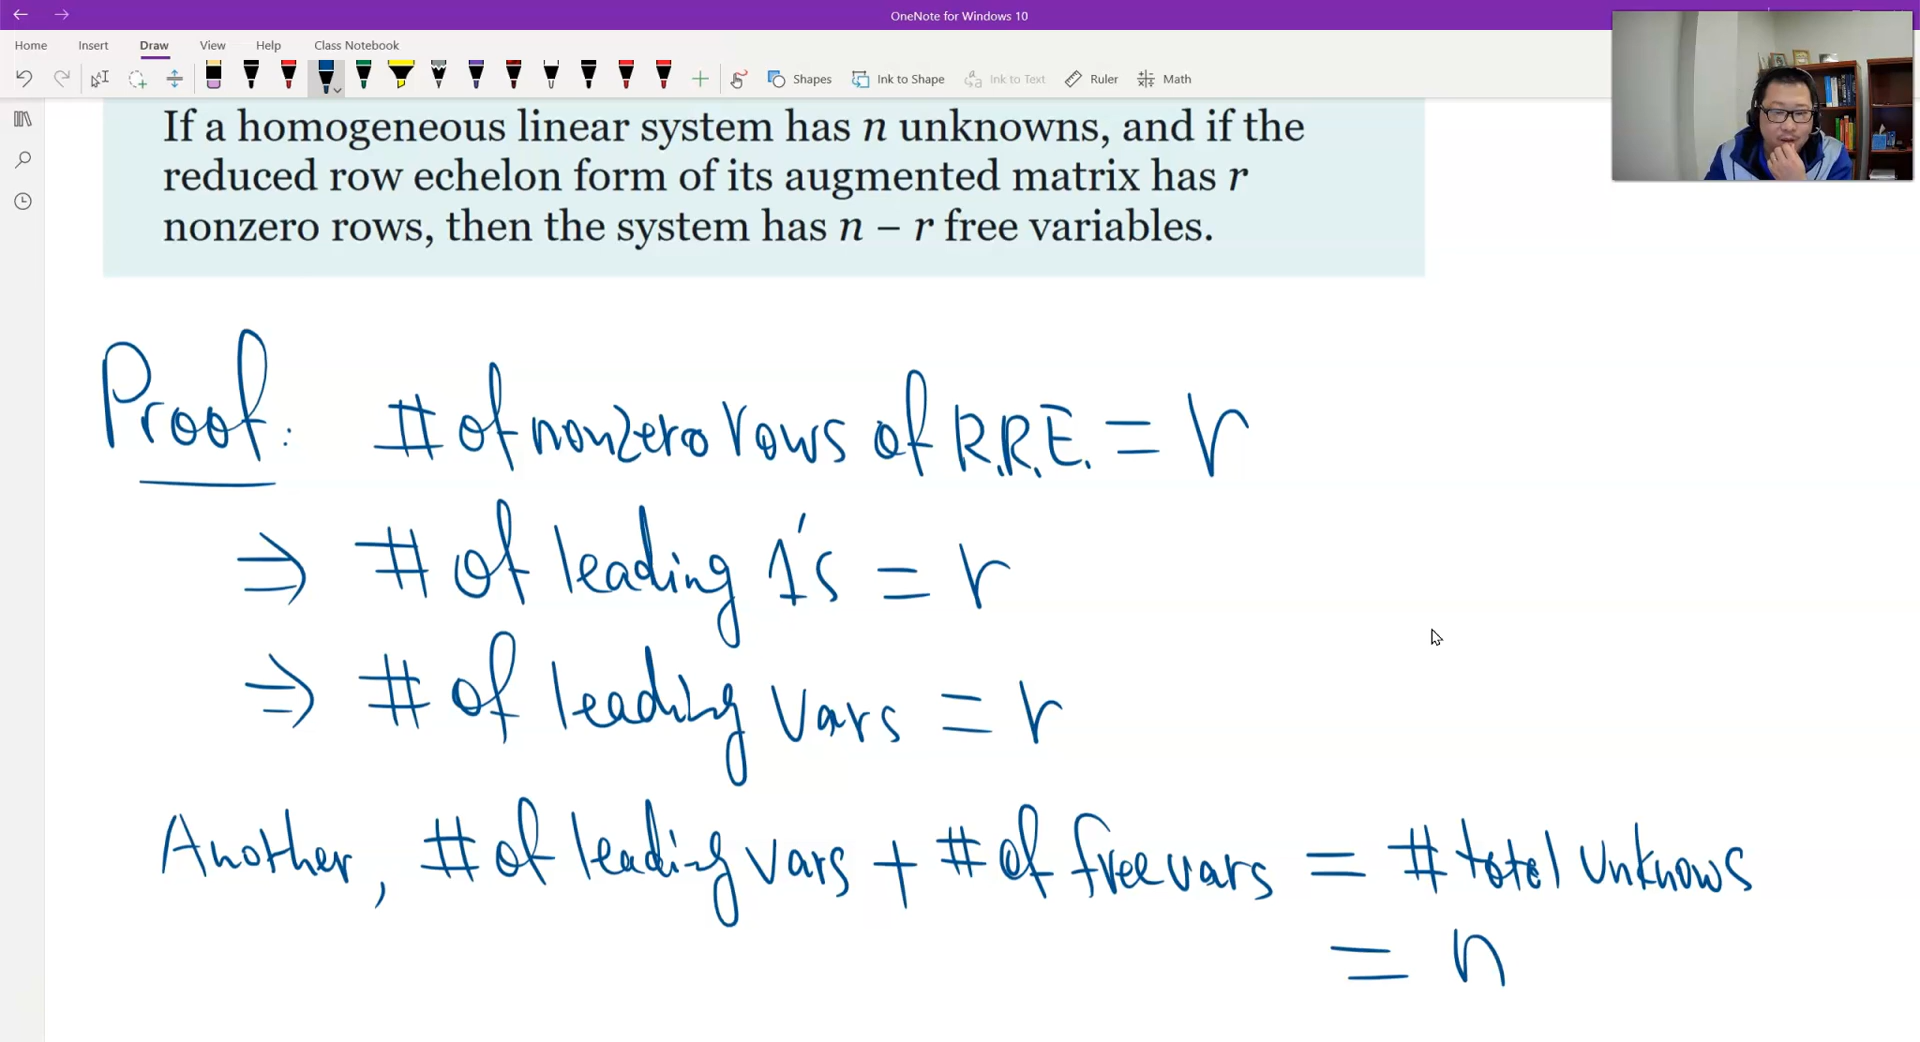 OneNote for Windows 10
Home Insert Draw View Help Class Notebook
Shapes Ink to Shape Ink to Text Ruler Math
If a homogeneous linear system has n unknowns, and if the
reduced row echelon form of its augmented matrix has r
nonzero rows, then the system has n − r free variables.
Proof: # of nonzero rows of R.R.E. = r
⇒ # of leading 1's = r
⇒ # of leading vars = r
Another, # of leading vars + # of free vars = # total unknows
= n